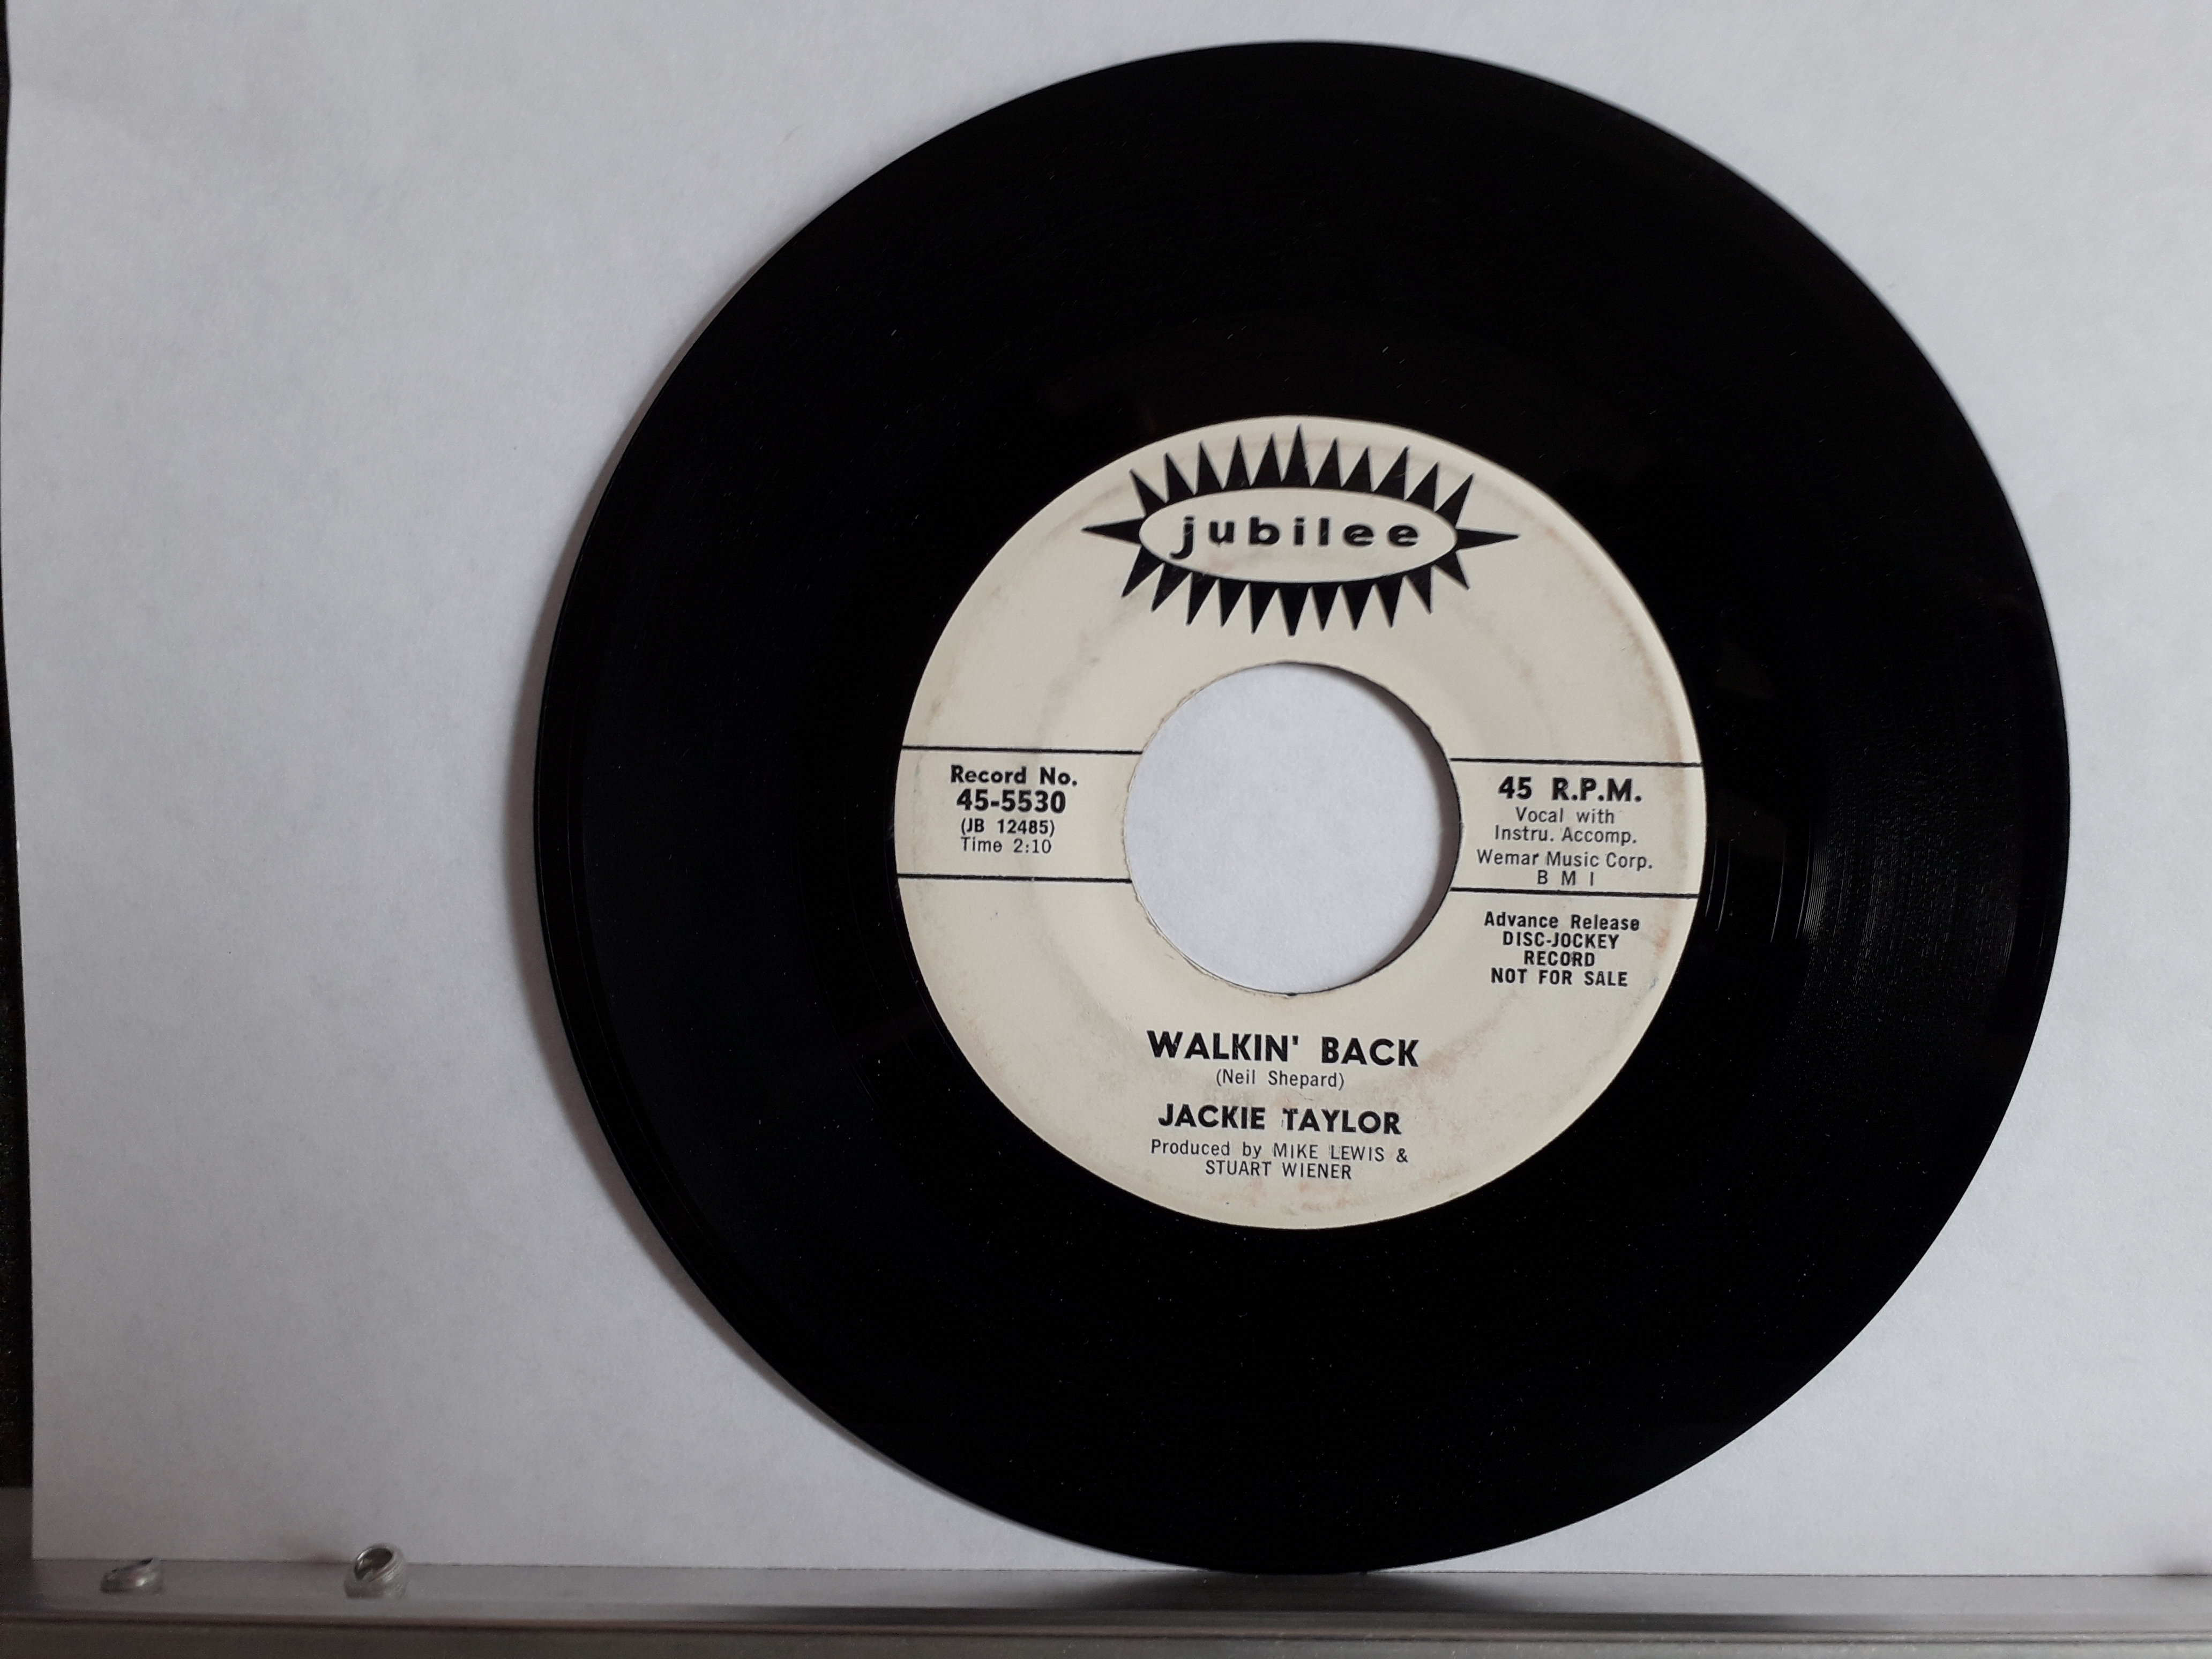 jubilee
Record No.
45-5530
(JB 12485)
Time 2:10
45 R.P.M.
Vocal with
Instru. Accomp.
Wemar Music Corp.
B M I
Advance Release
DISC-JOCKEY
RECORD
NOT FOR SALE
WALKIN' BACK
(Neil Shepard)
JACKIE TAYLOR
Produced by MIKE LEWIS &
STUART WIENER